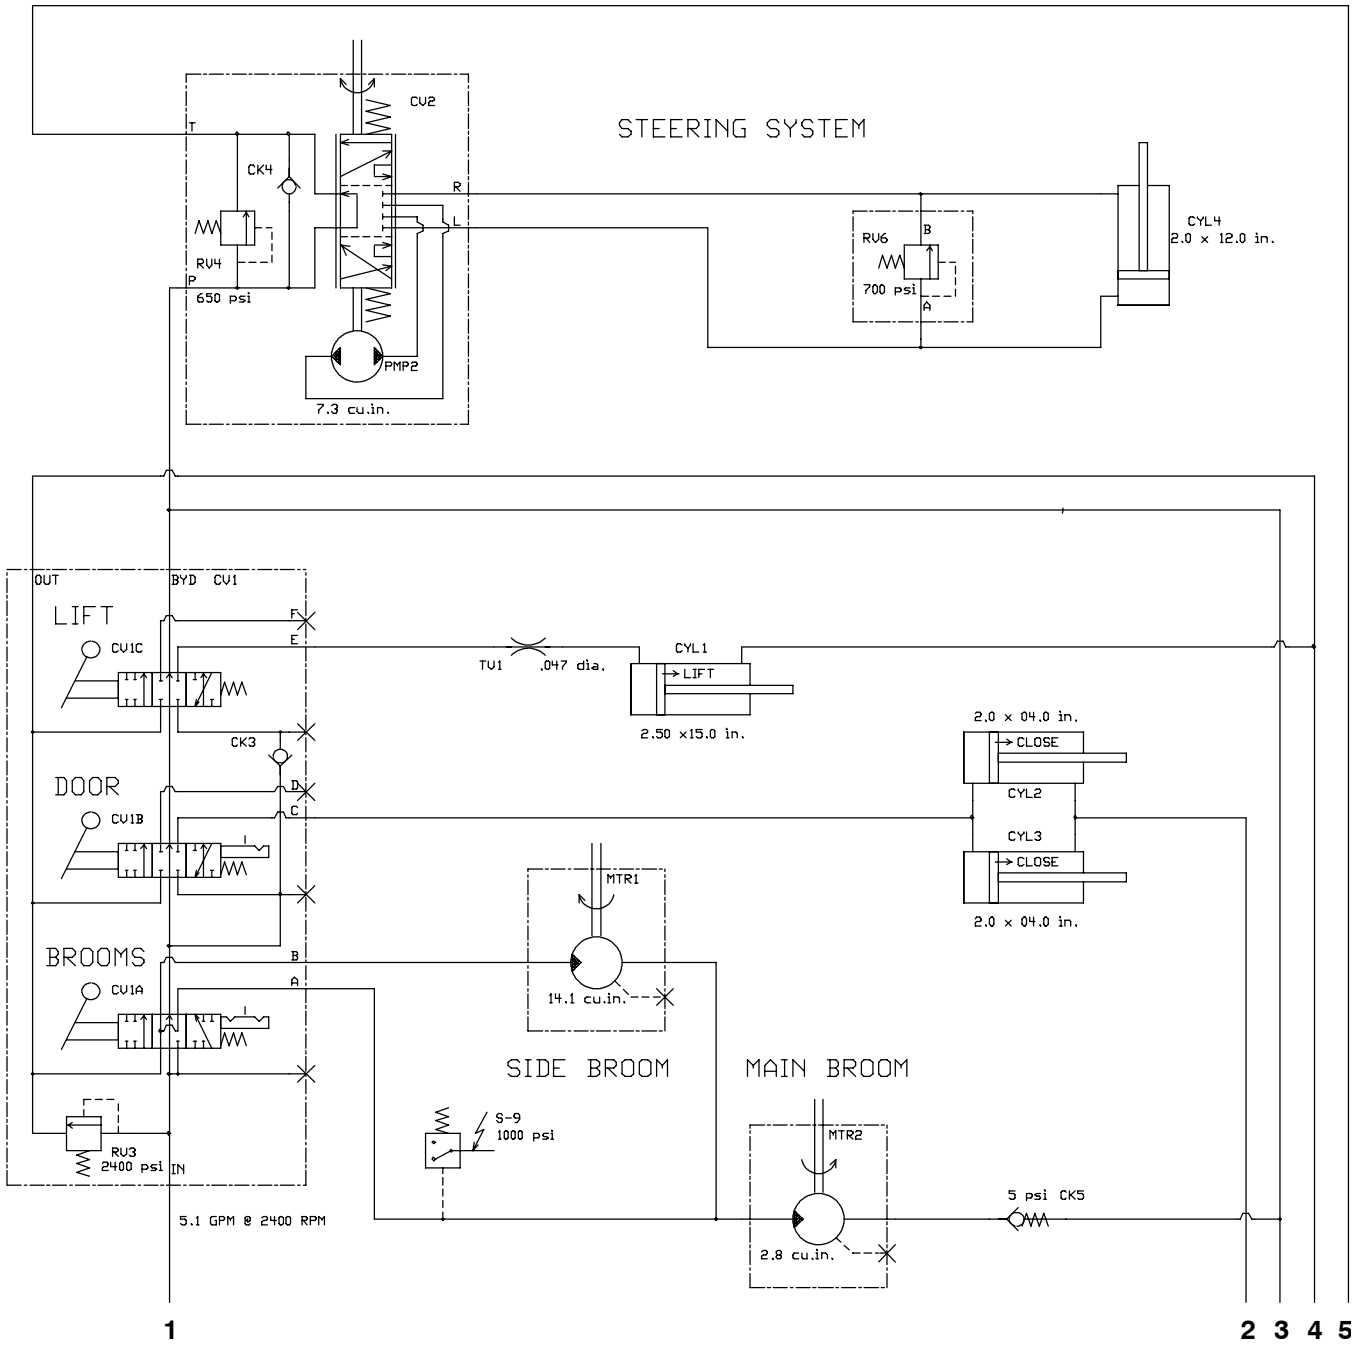 CV2
STEERING SYSTEM
T
CK4
R
L
RV4
P
650 psi
PMP2
7.3 cu.in.
RV6
B
700 psi
A
CYL4
2.0 x 12.0 in.
OUT
BYD CV1
LIFT
CV1C
F
E
TV1
.047 dia.
CYL1
LIFT
2.50 x15.0 in.
CK3
DOOR
CV1B
D
C
2.0 x 04.0 in.
CLOSE
CYL2
CYL3
CLOSE
2.0 x 04.0 in.
BROOMS
CV1A
B
A
MTR1
14.1 cu.in.
SIDE BROOM
MAIN BROOM
S-9
1000 psi
MTR2
2.8 cu.in.
5 psi CK5
RV3
2400 psi
IN
5.1 GPM @ 2400 RPM
1
2 3 4 5